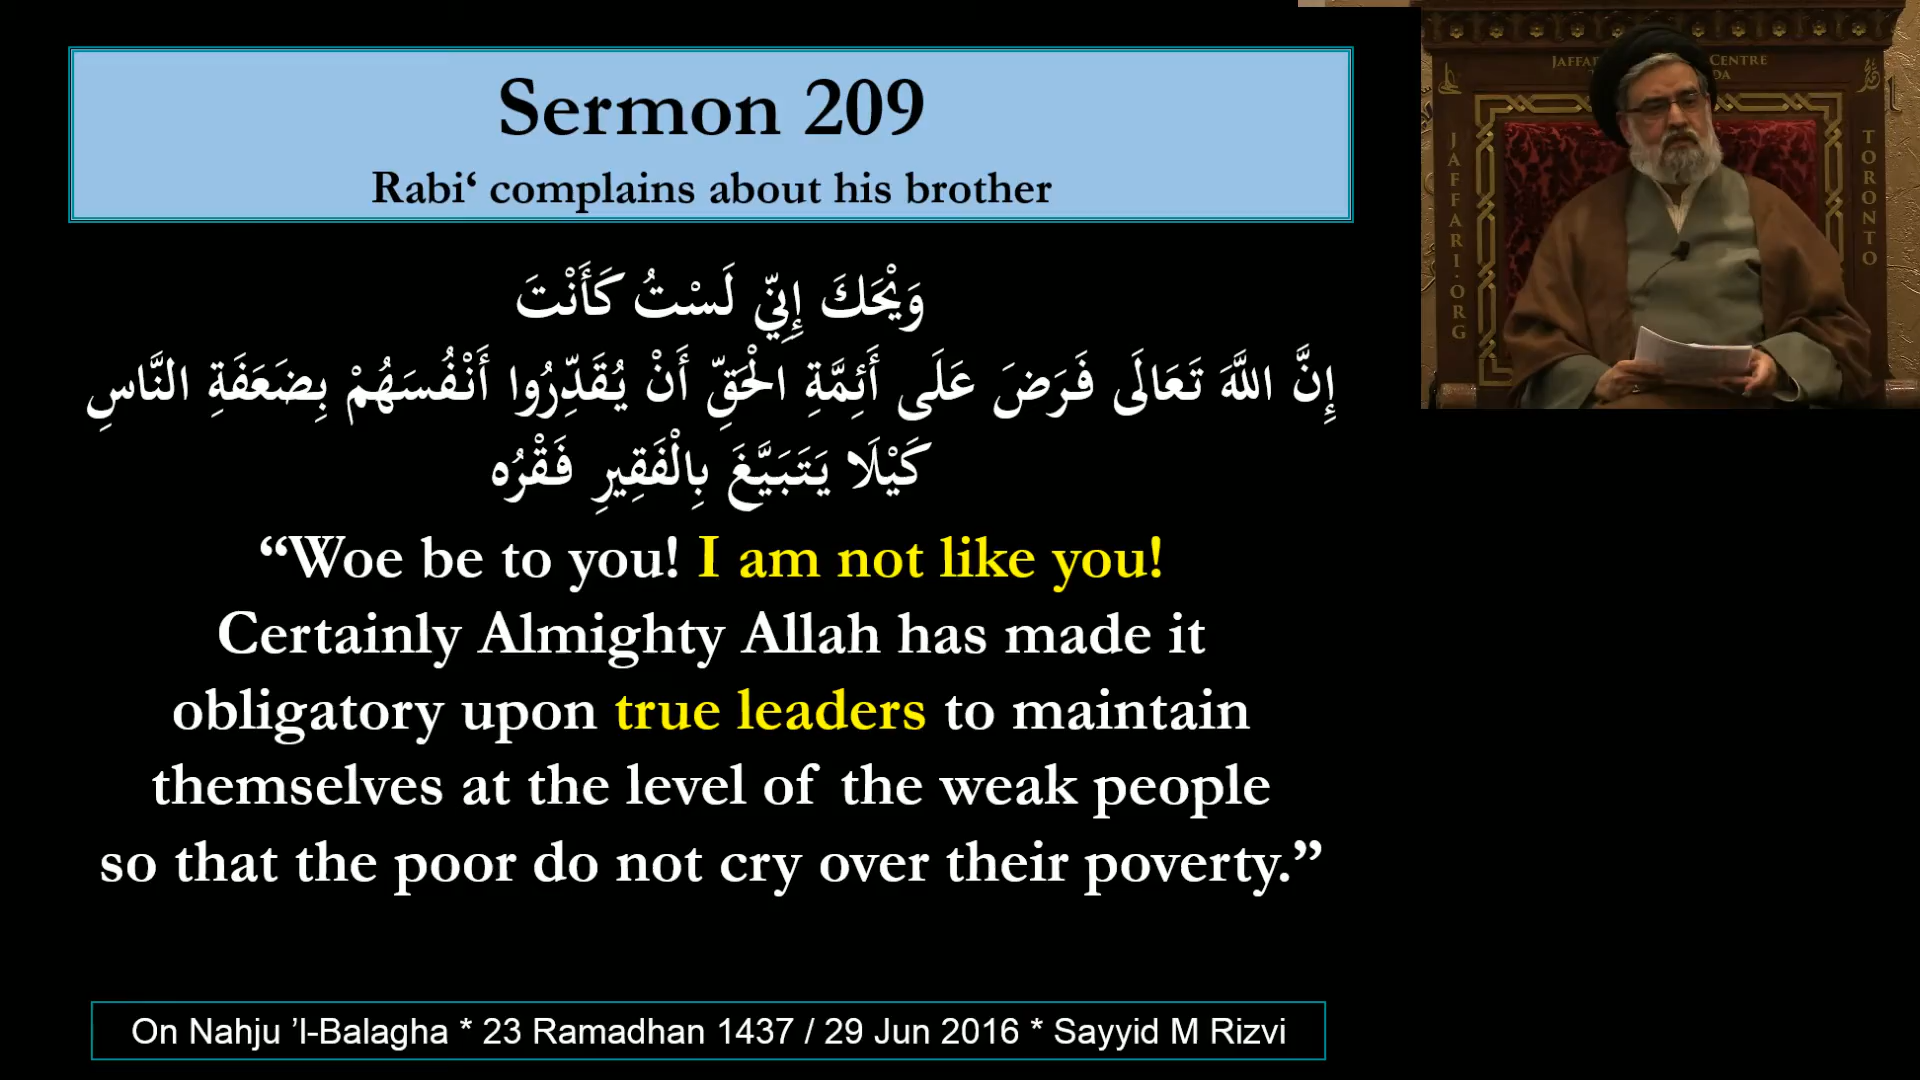 Sermon 209
Rabi‘ complains about his brother
وَيْحَكَ إِنِّي لَسْتُ كَأَنْتَ
إِنَّ اللَّهَ تَعَالَى فَرَضَ عَلَى أَئِمَّةِ الْحَقِّ أَنْ يُقَدِّرُوا أَنْفُسَهُمْ بِضَعَفَةِ النَّاسِ
كَيْلَا يَتَبَيَّغَ بِالْفَقِيرِ فَقْرُه
“Woe be to you! I am not like you!
Certainly Almighty Allah has made it
obligatory upon true leaders to maintain
themselves at the level of the weak people
so that the poor do not cry over their poverty.”
On Nahju ’l-Balagha * 23 Ramadhan 1437 / 29 Jun 2016 * Sayyid M Rizvi
CENTRE
JAFFARI.ORG
TORONTO